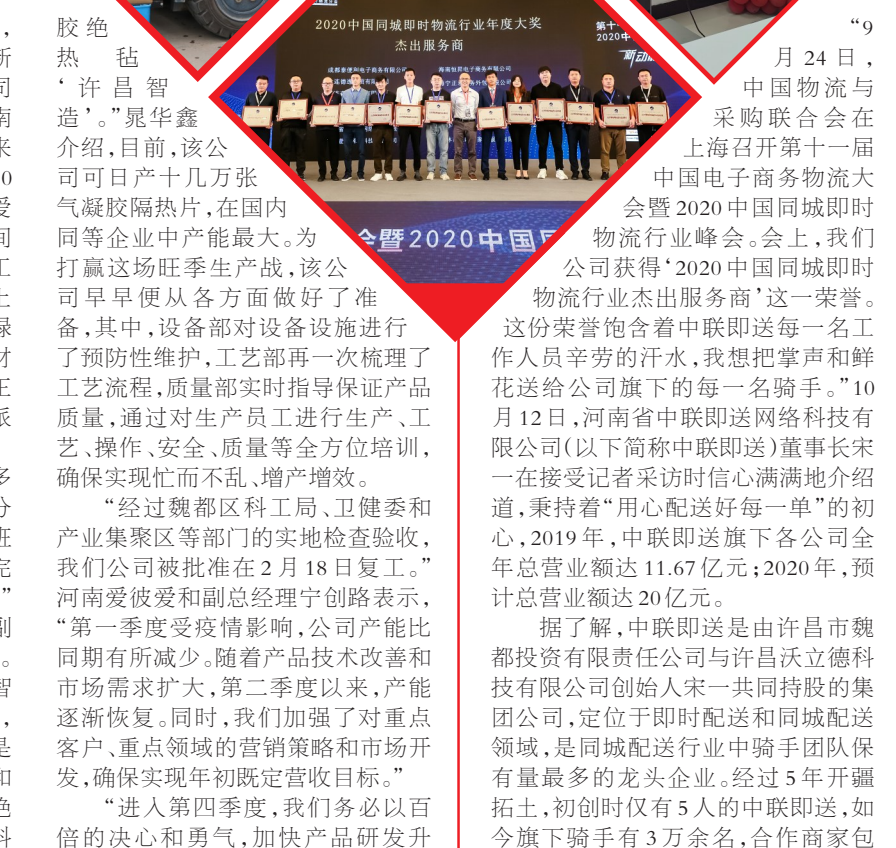 胶绝
热毡
‘许昌智
造’。”晁华鑫
介绍,目前,该公
司可日产十几万张
气凝胶隔热片,在国内
同等企业中产能最大。为
打赢这场旺季生产战,该公
司早早便从各方面做好了准
备,其中,设备部对设备设施进行
了预防性维护,工艺部再一次梳理了
工艺流程,质量部实时指导保证产品
质量,通过对生产员工进行生产、工
艺、操作、安全、质量等全方位培训,
确保实现忙而不乱、增产增效。
“经过魏都区科工局、卫健委和
产业集聚区等部门的实地检查验收,
我们公司被批准在2月18日复工。”
河南爱彼爱和副总经理宁创路表示,
“第一季度受疫情影响,公司产能比
同期有所减少。随着产品技术改善和
市场需求扩大,第二季度以来,产能
逐渐恢复。同时,我们加强了对重点
客户、重点领域的营销策略和市场开
发,确保实现年初既定营收目标。”
“进入第四季度,我们务必以百
倍的决心和勇气,加快产品研发升
2020中国同城即时物流行业年度大奖
杰出服务商
第十
2020中
会暨2020中国
“9
月24日,
中国物流与
采购联合会在
上海召开第十一届
中国电子商务物流大
会暨2020中国同城即时
物流行业峰会。会上,我们
公司获得‘2020中国同城即时
物流行业杰出服务商’这一荣誉。
这份荣誉饱含着中联即送每一名工
作人员辛劳的汗水,我想把掌声和鲜
花送给公司旗下的每一名骑手。”10
月12日,河南省中联即送网络科技有
限公司(以下简称中联即送)董事长宋
一在接受记者采访时信心满满地介绍
道,秉持着“用心配送好每一单”的初
心,2019年,中联即送旗下各公司全
年总营业额达11.67亿元;2020年,预
计总营业额达20亿元。
据了解,中联即送是由许昌市魏
都投资有限责任公司与许昌沃立德科
技有限公司创始人宋一共同持股的集
团公司,定位于即时配送和同城配送
领域,是同城配送行业中骑手团队保
有量最多的龙头企业。经过5年开疆
拓土,初创时仅有5人的中联即送,如
今旗下骑手有3万余名,合作商家包